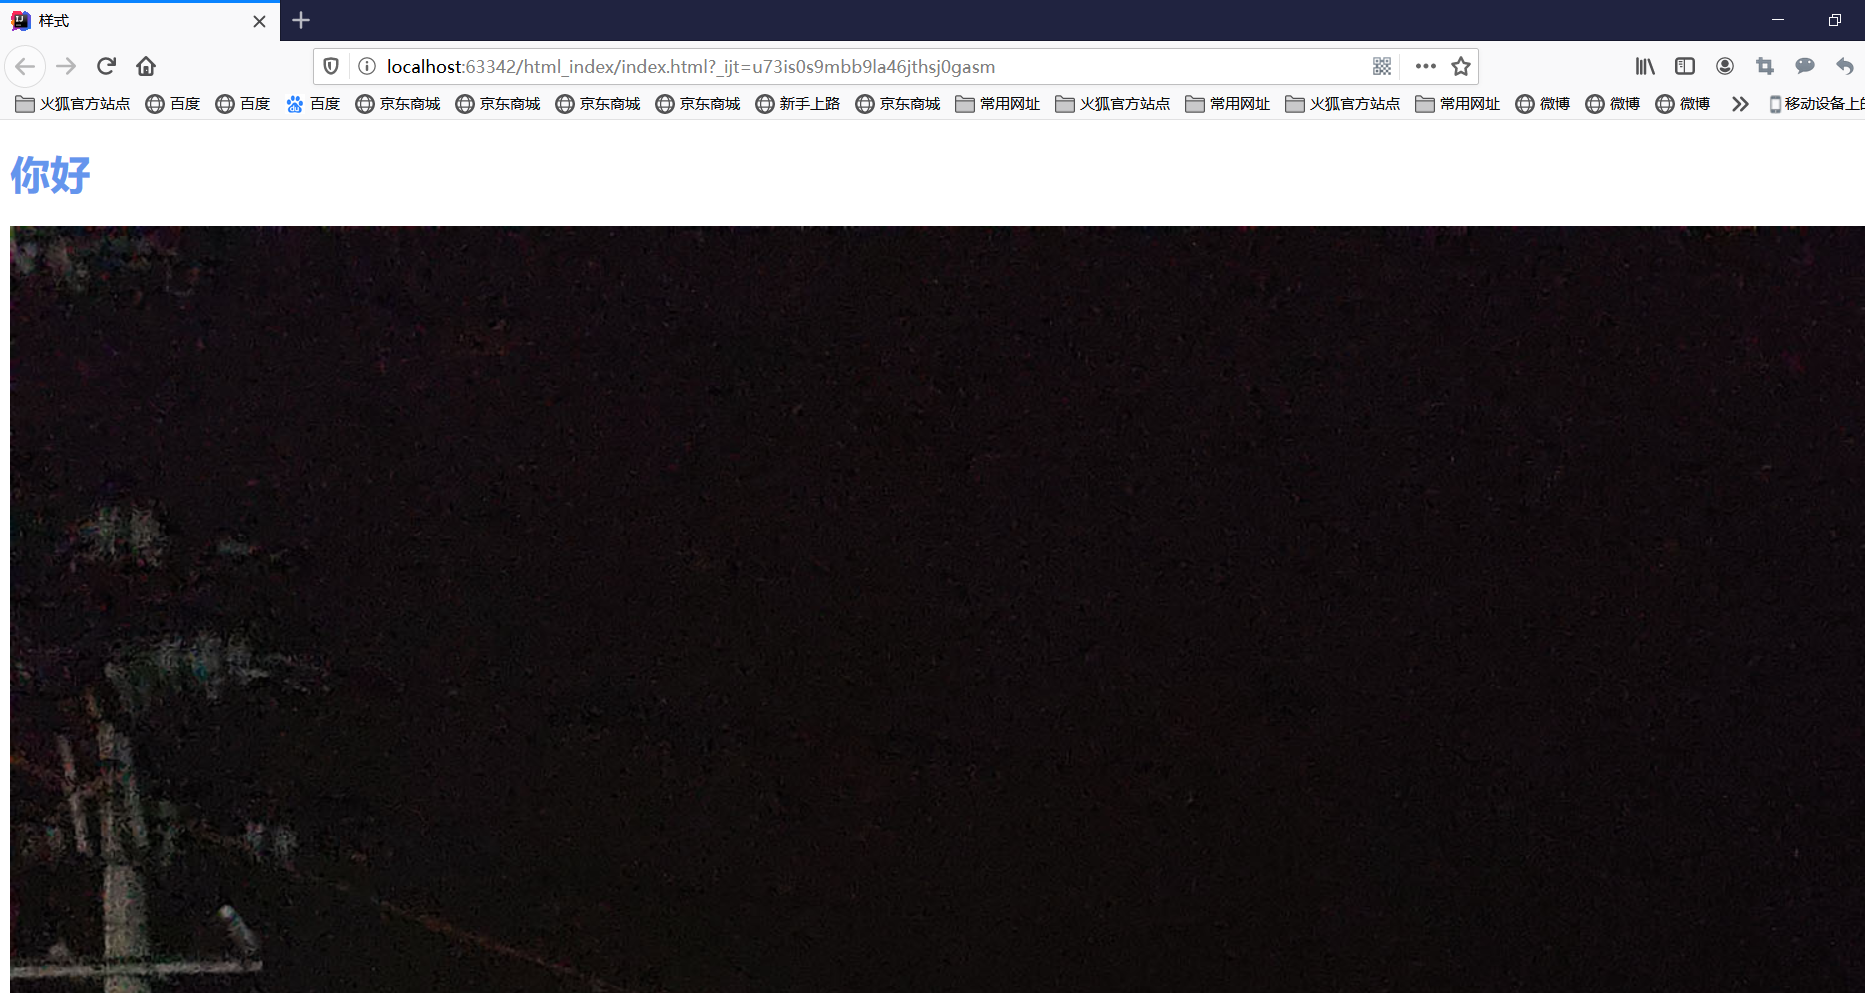 样式
localhost:63342/html_index/index.html?_ijt=u73is0s9mbb9la46jthsj0gasm
火狐官方站点 百度 百度 百度 京东商城 京东商城 京东商城 京东商城 新手上路 京东商城 常用网址 火狐官方站点 常用网址 火狐官方站点 常用网址 微博 微博 微博 移动设备上的
你好